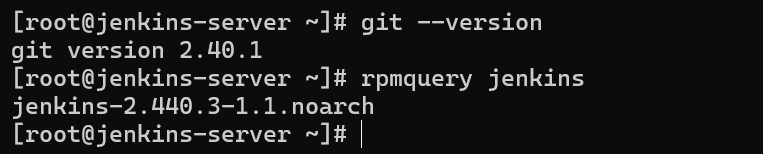 [root@jenkins-server ~]# git --version
git version 2.40.1
[root@jenkins-server ~]# rpmquery jenkins
jenkins-2.440.3-1.1.noarch
[root@jenkins-server ~]#